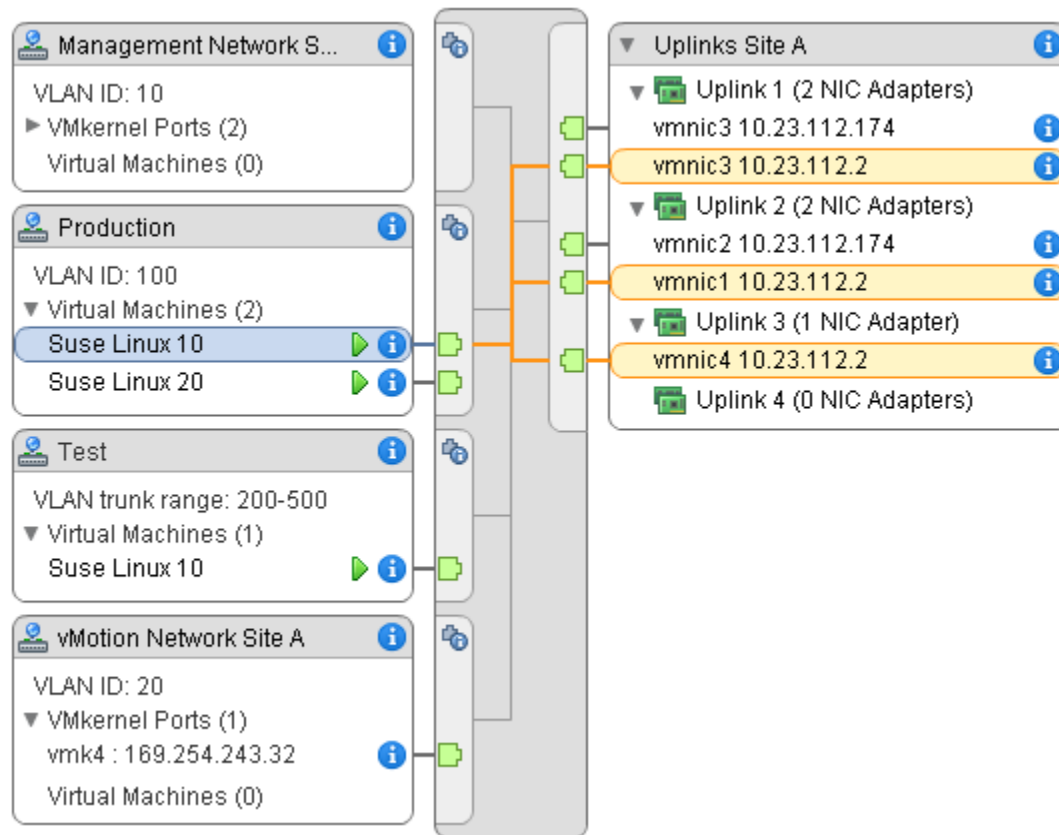 Management Network S...
VLAN ID: 10
VMkernel Ports (2)
Virtual Machines (0)
Production
VLAN ID: 100
Virtual Machines (2)
Suse Linux 10
Suse Linux 20
Test
VLAN trunk range: 200-500
Virtual Machines (1)
Suse Linux 10
vMotion Network Site A
VLAN ID: 20
VMkernel Ports (1)
vmk4 : 169.254.243.32
Virtual Machines (0)
Uplinks Site A
Uplink 1 (2 NIC Adapters)
vmnic3 10.23.112.174
vmnic3 10.23.112.2
Uplink 2 (2 NIC Adapters)
vmnic2 10.23.112.174
vmnic1 10.23.112.2
Uplink 3 (1 NIC Adapter)
vmnic4 10.23.112.2
Uplink 4 (0 NIC Adapters)